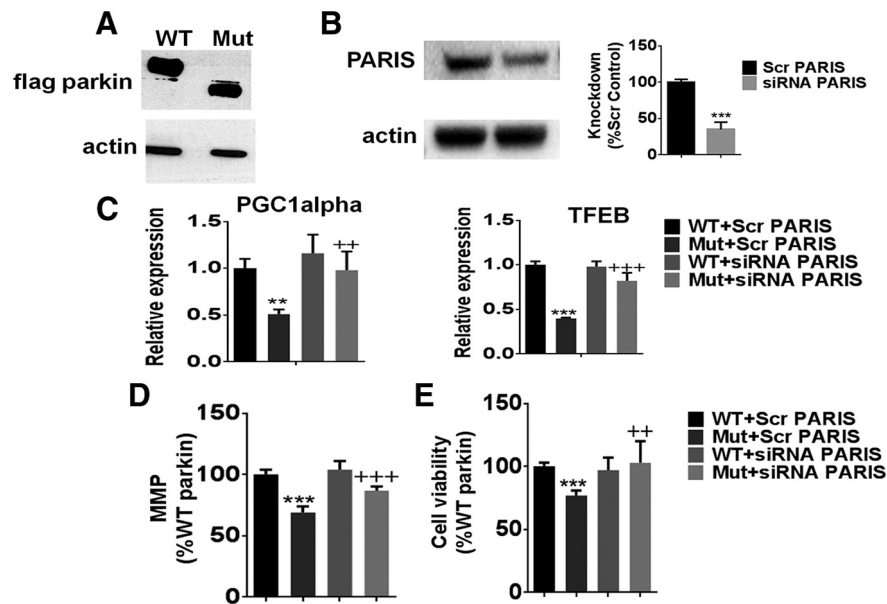 A
WT Mut
flag parkin
actin
B
PARIS
actin
Knockdown
(%Scr Control)
150
100
50
0
***
Scr PARIS
siRNA PARIS
C
PGC1alpha
Relative expression
1.5
1.0
0.5
0.0
**
++
TFEB
Relative expression
1.5
1.0
0.5
0.0
***
+++
WT+Scr PARIS
Mut+Scr PARIS
WT+siRNA PARIS
Mut+siRNA PARIS
D
MMP
(%WT parkin)
150
100
50
0
***
+++
E
Cell viability
(%WT parkin)
150
100
50
0
***
++
WT+Scr PARIS
Mut+Scr PARIS
WT+siRNA PARIS
Mut+siRNA PARIS